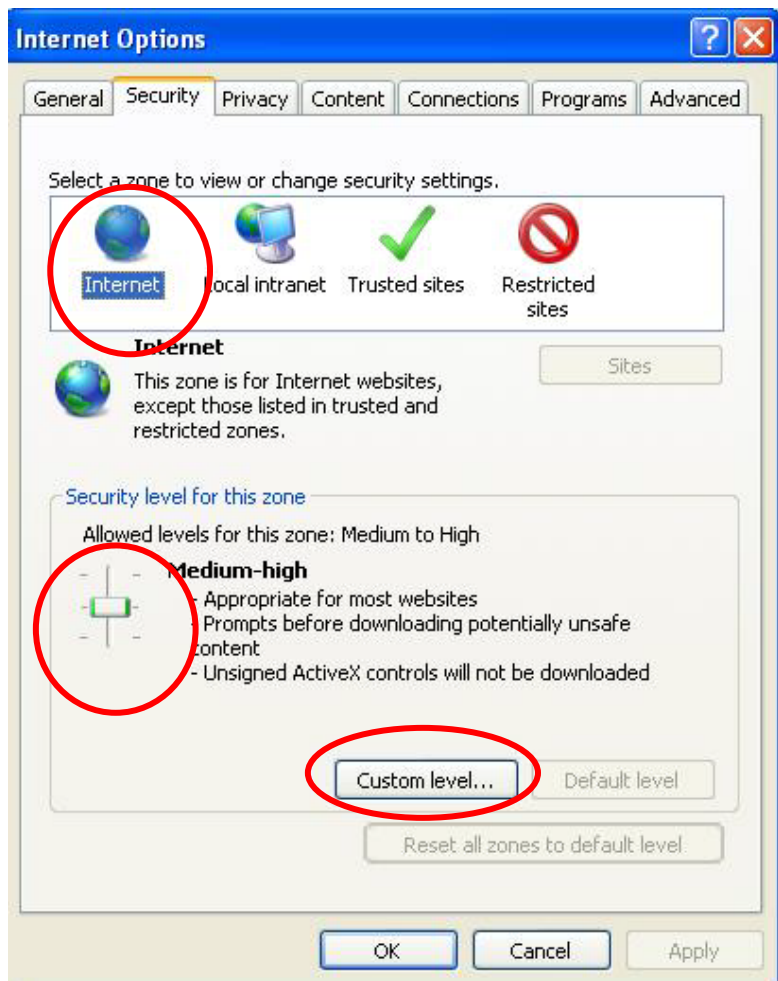 Internet Options
General Security Privacy Content Connections Programs Advanced
Select a zone to view or change security settings.
Internet Local intranet Trusted sites Restricted
sites
Internet
Sites
This zone is for Internet websites,
except those listed in trusted and
restricted zones.
Security level for this zone
Allowed levels for this zone: Medium to High
Medium-high
- Appropriate for most websites
- Prompts before downloading potentially unsafe
content
- Unsigned ActiveX controls will not be downloaded
Custom level... Default level
Reset all zones to default level
OK Cancel Apply